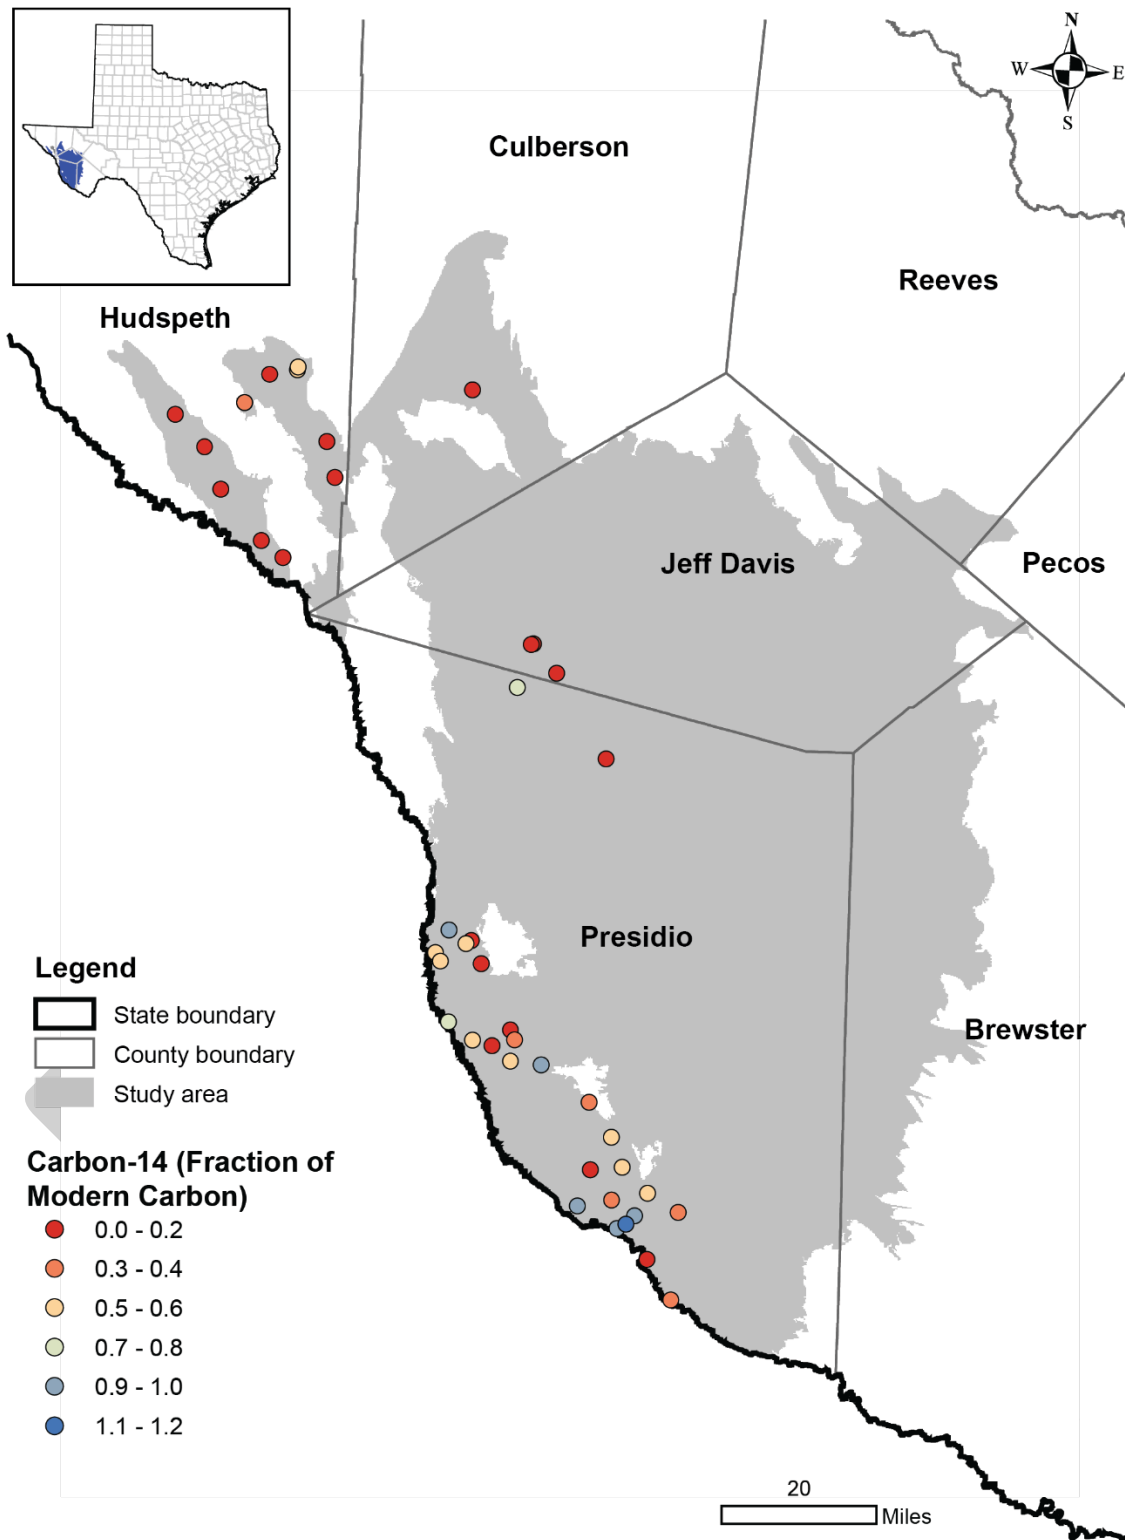 N
W
E
S
Culberson
Reeves
Hudspeth
Jeff Davis
Pecos
Presidio
Brewster
Legend
State boundary
County boundary
Study area
Carbon-14 (Fraction of
Modern Carbon)
0.0 - 0.2
0.3 - 0.4
0.5 - 0.6
0.7 - 0.8
0.9 - 1.0
1.1 - 1.2
20
Miles